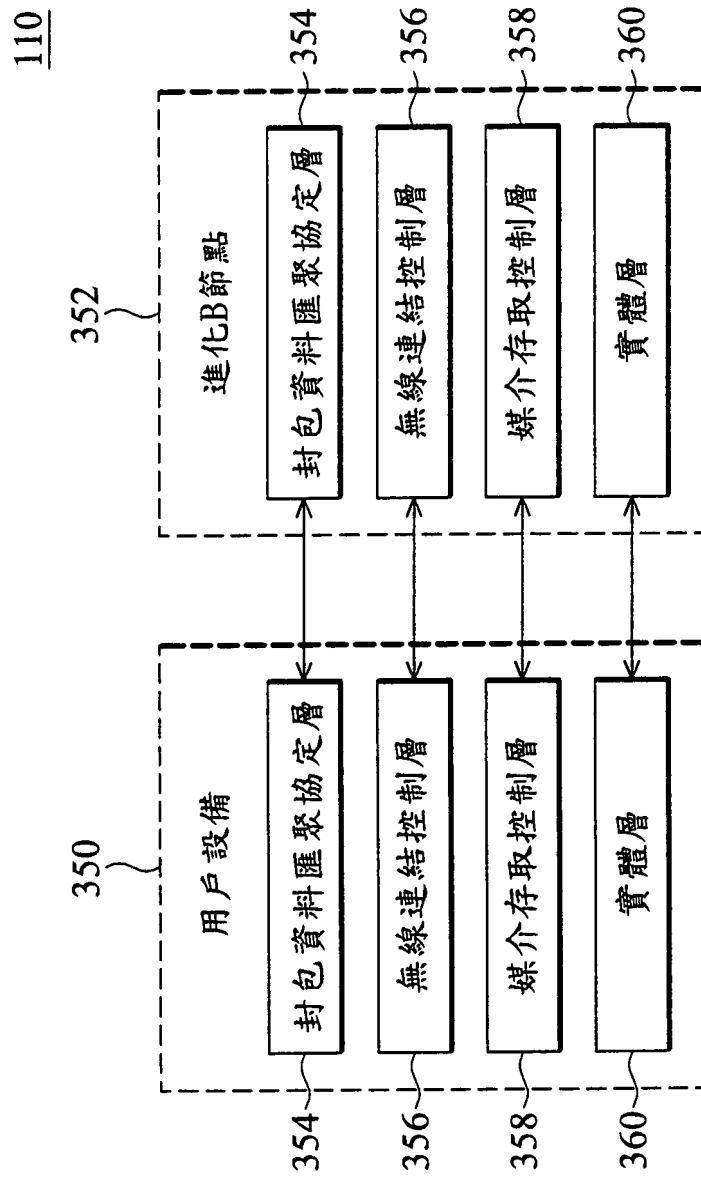 110
350
352
用戶設備
進化B節點
354
封包資料匯聚協定層
封包資料匯聚協定層
354
356
無線連結控制層
無線連結控制層
356
358
媒介存取控制層
媒介存取控制層
358
360
實體層
實體層
360